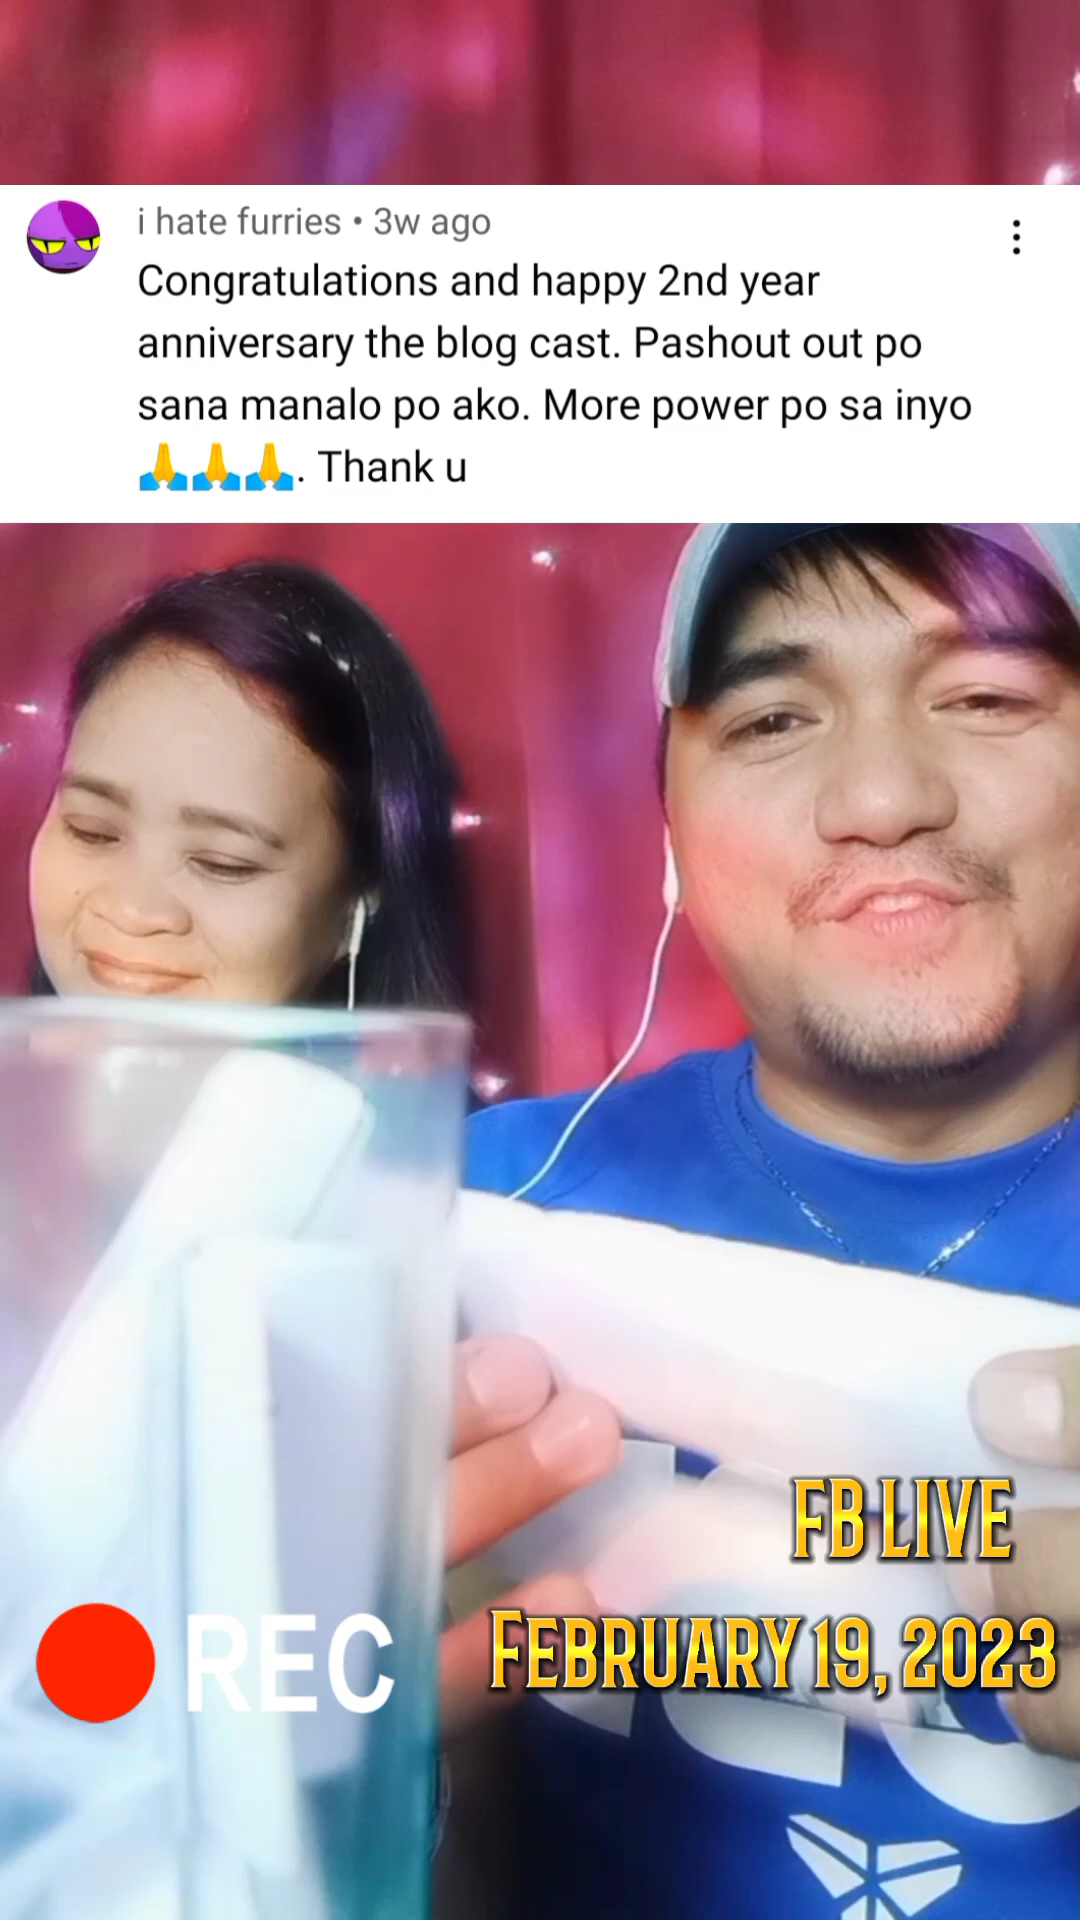 i hate furries • 3w ago
Congratulations and happy 2nd year
anniversary the blog cast. Pashout out po
sana manalo po ako. More power po sa inyo
🙏🙏🙏. Thank u
FB LIVE
REC
FEBRUARY 19, 2023